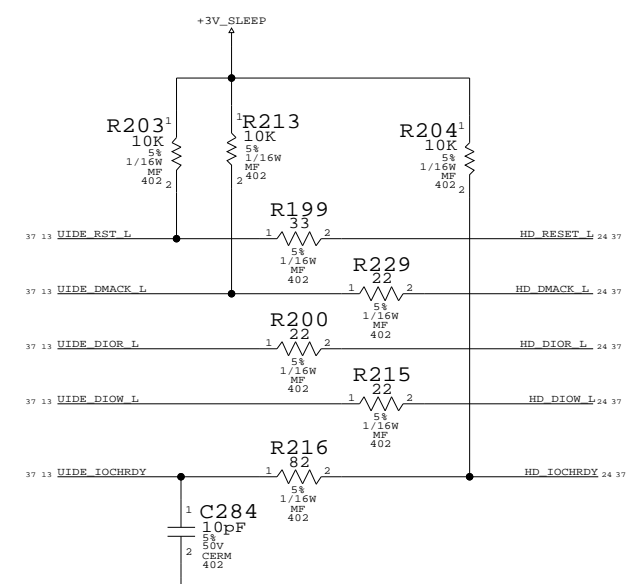 +3V_SLEEP
R203
1
10K
5%
1/16W
MF
402
2
1
R213
10K
5%
1/16W
MF
402
2
R204
1
10K
5%
1/16W
MF
402
2
R199
33
37 13 UIDE_RST_L
1
2
HD_RESET_L 24 37
5%
1/16W
MF
402
R229
22
37 13 UIDE_DMACK_L
1
2
HD_DMACK_L 24 37
5%
1/16W
MF
402
R200
22
37 13 UIDE_DIOR_L
1
2
HD_DIOR_L 24 37
5%
1/16W
MF
402
R215
22
37 13 UIDE_DIOW_L
1
2
HD_DIOW_L 24 37
5%
1/16W
MF
402
R216
82
37 13 UIDE_IOCHRDY
1
2
HD_IOCHRDY 24 37
5%
1/16W
MF
402
1
C284
10pF
5%
50V
2
CERM
402